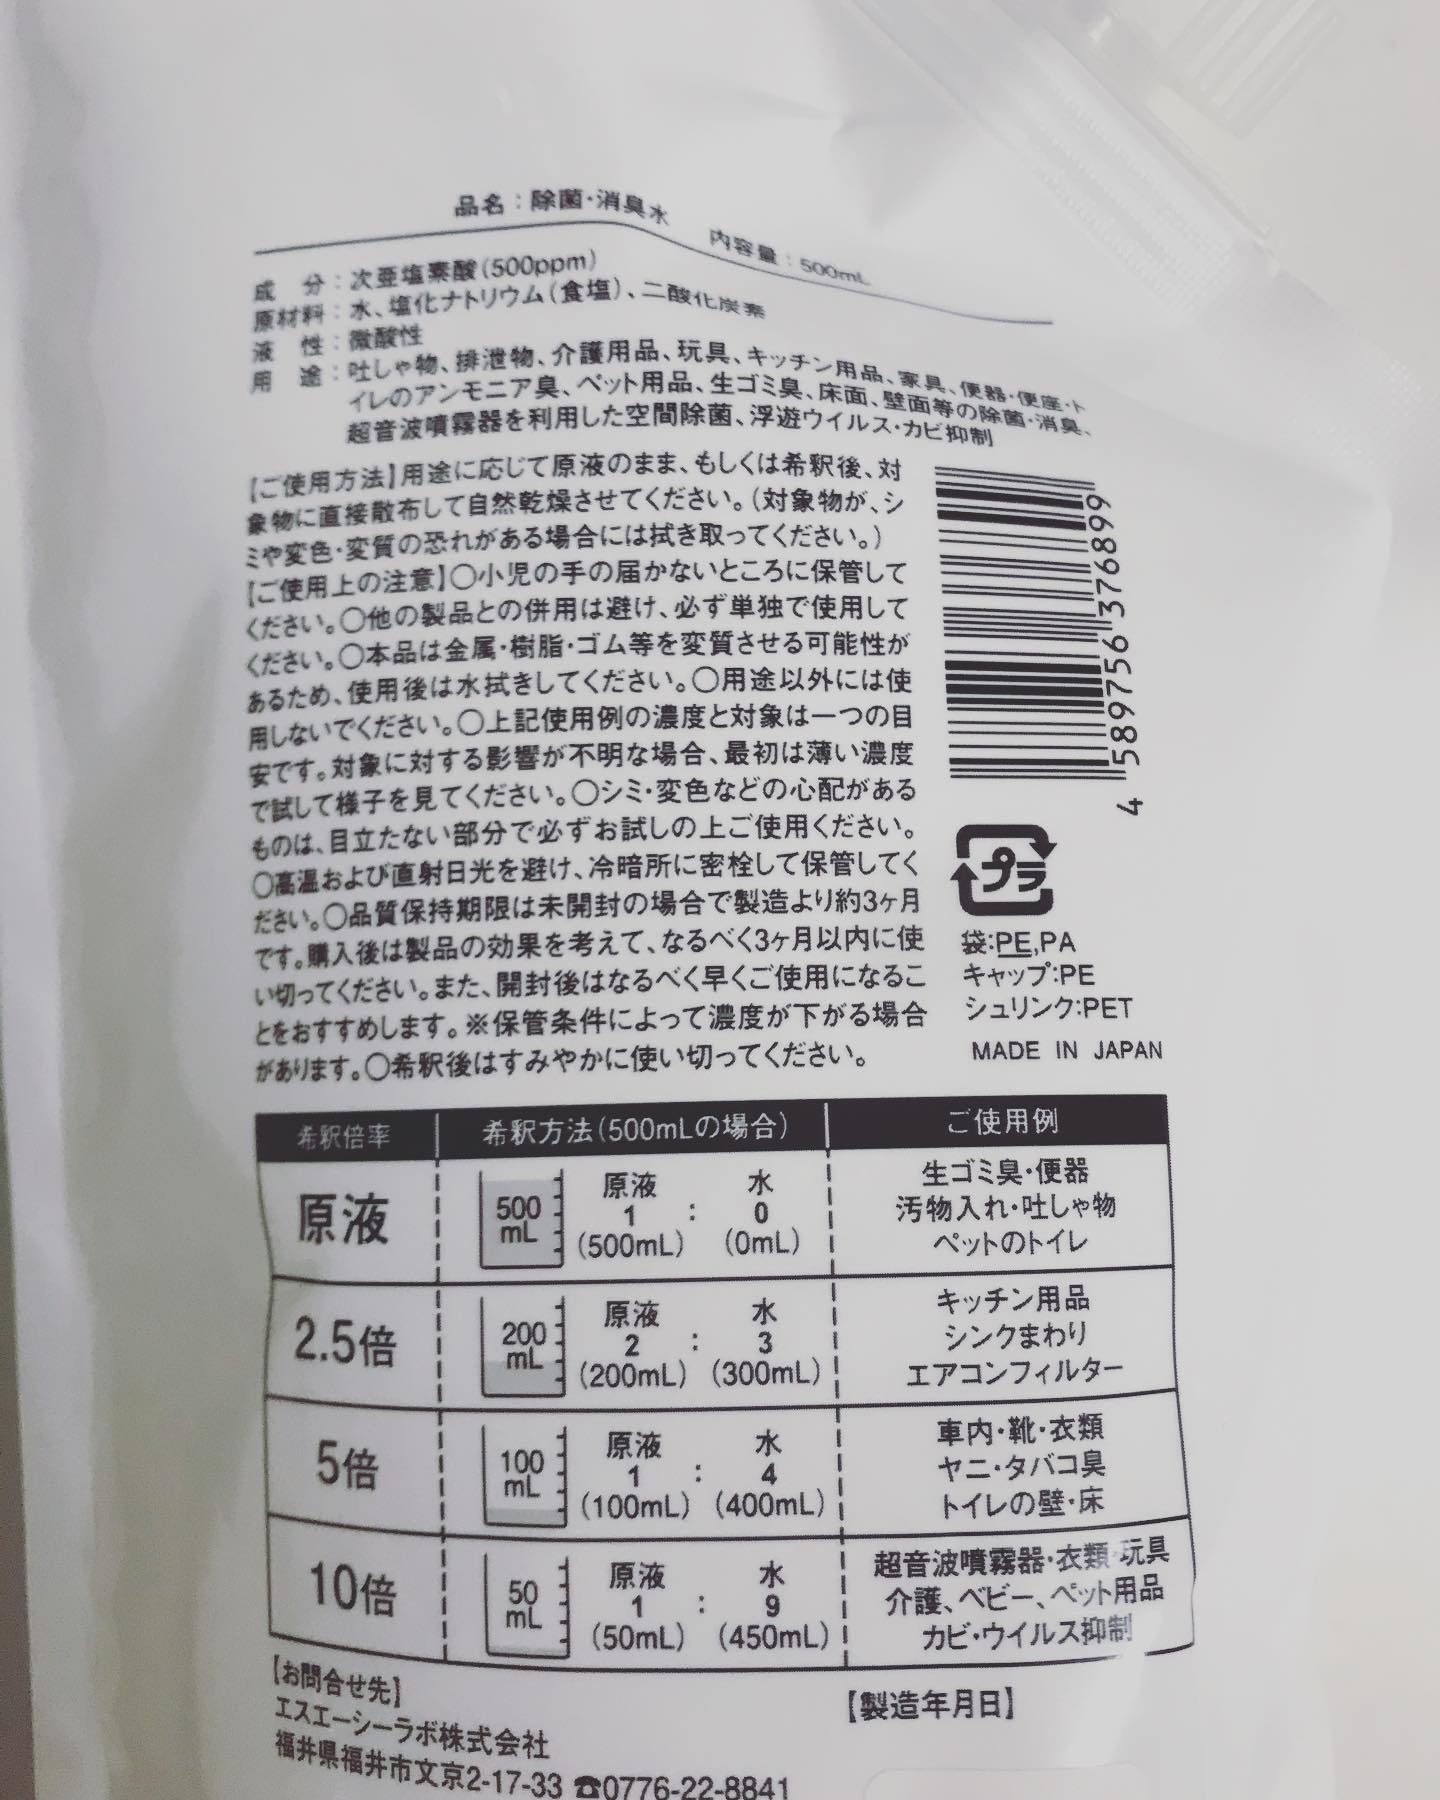 品名：除菌・消臭水　内容量：500mL
成　分：次亜塩素酸(500ppm)
原材料：水、塩化ナトリウム(食塩)、二酸化炭素
液　性：微酸性
用　途：吐しゃ物、排泄物、介護用品、玩具、キッチン用品、家具、便器・便座・ト
イレのアンモニア臭、ペット用品、生ゴミ臭、床面、壁面等の除菌・消臭、
超音波噴霧器を利用した空間除菌、浮遊ウイルス・カビ抑制
【ご使用方法】用途に応じて原液のまま、もしくは希釈後、対
象物に直接散布して自然乾燥させてください。(対象物が、シ
ミや変色・変質の恐れがある場合には拭き取ってください。)
【ご使用上の注意】〇小児の手の届かないところに保管して
ください。〇他の製品との併用は避け、必ず単独で使用して
ください。〇本品は金属・樹脂・ゴム等を変質させる可能性が
あるため、使用後は水拭きしてください。〇用途以外には使
用しないでください。〇上記使用例の濃度と対象は一つの目
安です。対象に対する影響が不明な場合、最初は薄い濃度
で試して様子を見てください。〇シミ・変色などの心配がある
ものは、目立たない部分で必ずお試しの上ご使用ください。
〇高温および直射日光を避け、冷暗所に密栓して保管してく
ださい。〇品質保持期限は未開封の場合で製造より約3ヶ月
です。購入後は製品の効果を考えて、なるべく3ヶ月以内に使
い切ってください。また、開封後はなるべく早くご使用になるこ
とをおすすめします。※保管条件によって濃度が下がる場合
があります。〇希釈後はすみやかに使い切ってください。
4 589756 376899
プラ
袋:PE,PA
キャップ:PE
シュリンク:PET
MADE IN JAPAN
希釈倍率　希釈方法(500mLの場合)　ご使用例
原液　500 mL　原液 1 (500mL) : 水 0 (0mL)　生ゴミ臭・便器
汚物入れ・吐しゃ物
ペットのトイレ
2.5倍　200 mL　原液 2 (200mL) : 水 3 (300mL)　キッチン用品
シンクまわり
エアコンフィルター
5倍　100 mL　原液 1 (100mL) : 水 4 (400mL)　車内・靴・衣類
ヤニ・タバコ臭
トイレの壁・床
10倍　50 mL　原液 1 (50mL) : 水 9 (450mL)　超音波噴霧器・衣類・玩具
介護、ベビー、ペット用品
カビ・ウイルス抑制
【お問合せ先】
エスエーシーラボ株式会社
福井県福井市文京2-17-33 ☎0776-22-8841
【製造年月日】